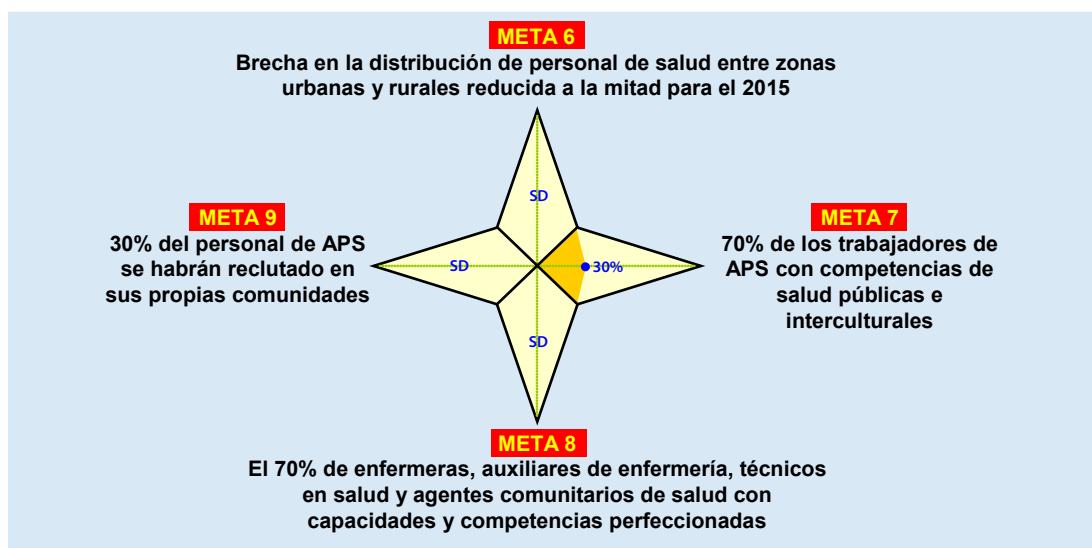 META 6
Brecha en la distribución de personal de salud entre zonas
urbanas y rurales reducida a la mitad para el 2015
SD
META 9
30% del personal de APS
se habrán reclutado en
sus propias comunidades
SD
30%
META 7
70% de los trabajadores de
APS con competencias de
salud públicas e
interculturales
SD
META 8
El 70% de enfermeras, auxiliares de enfermería, técnicos
en salud y agentes comunitarios de salud con
capacidades y competencias perfeccionadas